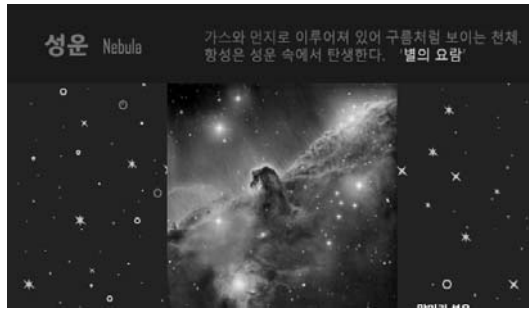 성운 Nebula
가스와 먼지로 이루어져 있어 구름처럼 보이는 천체.
항성은 성운 속에서 탄생한다. '별의 요람'